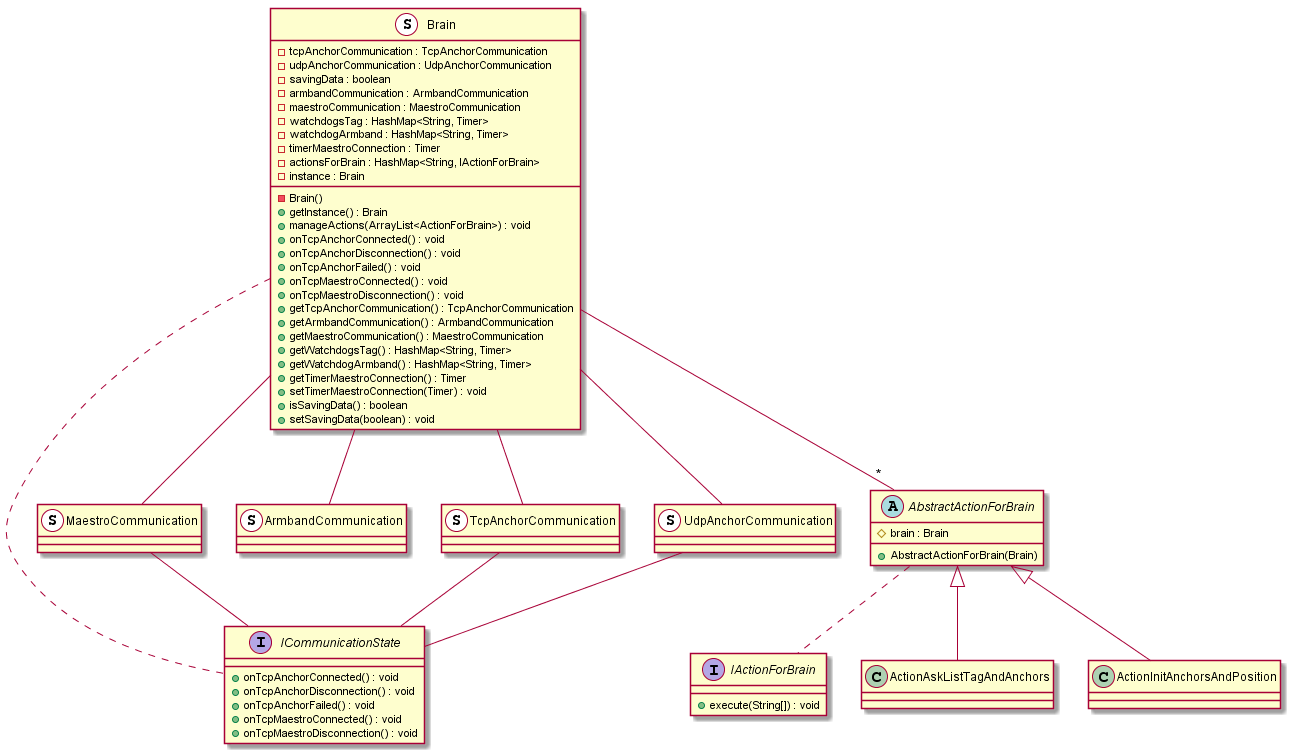 S Brain
tcpAnchorCommunication : TcpAnchorCommunication
udpAnchorCommunication : UdpAnchorCommunication
savingData : boolean
armbandCommunication : ArmbandCommunication
maestroCommunication : MaestroCommunication
watchdogsTag : HashMap<String, Timer>
watchdogArmband : HashMap<String, Timer>
timerMaestroConnection : Timer
actionsForBrain : HashMap<String, IActionForBrain>
instance : Brain
Brain()
getInstance() : Brain
manageActions(ArrayList<ActionForBrain>) : void
onTcpAnchorConnected() : void
onTcpAnchorDisconnection() : void
onTcpAnchorFailed() : void
onTcpMaestroConnected() : void
onTcpMaestroDisconnection() : void
getTcpAnchorCommunication() : TcpAnchorCommunication
getArmbandCommunication() : ArmbandCommunication
getMaestroCommunication() : MaestroCommunication
getWatchdogsTag() : HashMap<String, Timer>
getWatchdogArmband() : HashMap<String, Timer>
getTimerMaestroConnection() : Timer
setTimerMaestroConnection(Timer) : void
isSavingData() : boolean
setSavingData(boolean) : void
*
S MaestroCommunication
S ArmbandCommunication
S TcpAnchorCommunication
S UdpAnchorCommunication
A AbstractActionForBrain
brain : Brain
AbstractActionForBrain(Brain)
I ICommunicationState
onTcpAnchorConnected() : void
onTcpAnchorDisconnection() : void
onTcpAnchorFailed() : void
onTcpMaestroConnected() : void
onTcpMaestroDisconnection() : void
I IActionForBrain
execute(String[]) : void
C ActionAskListTagAndAnchors
C ActionInitAnchorsAndPosition